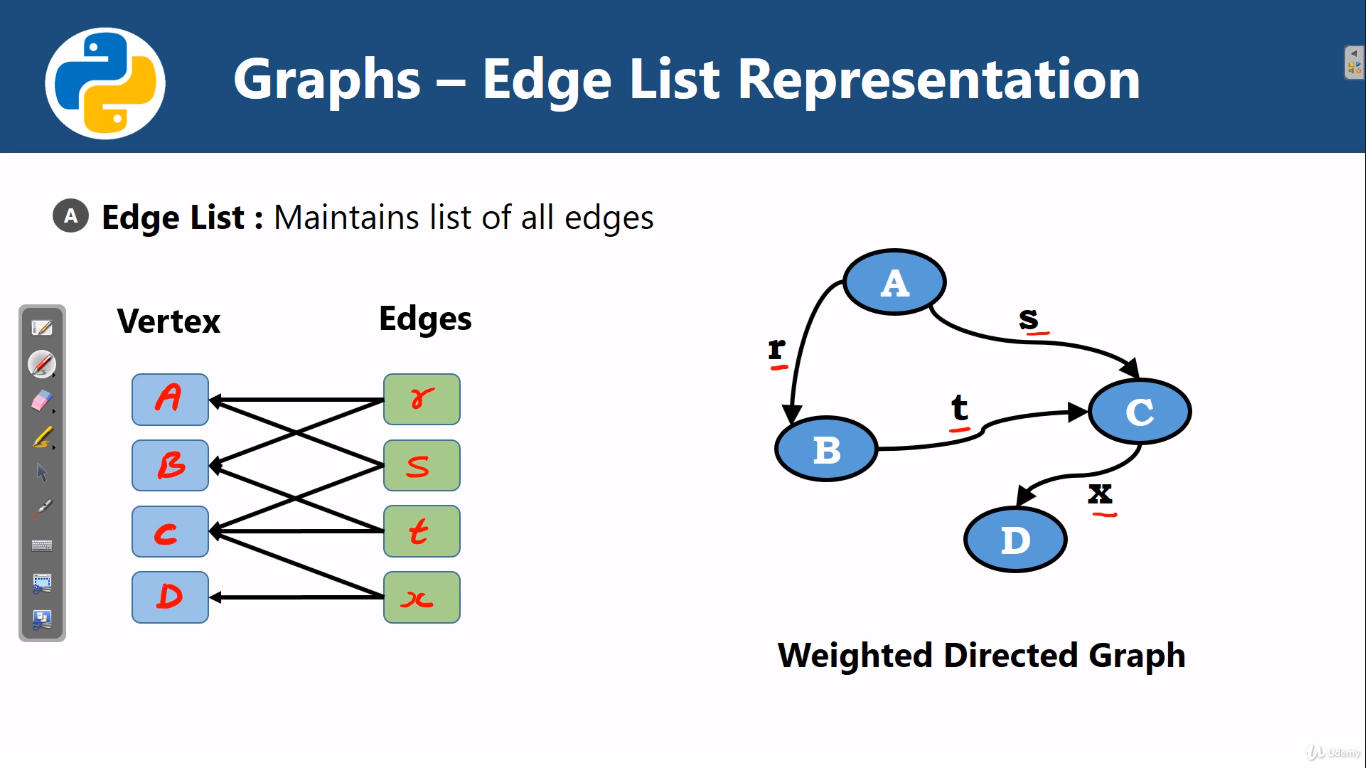 Graphs – Edge List Representation
A Edge List : Maintains list of all edges
Vertex Edges
A r
B s
C t
D x
A
s
r
t
C
B
x
D
Weighted Directed Graph
Udemy